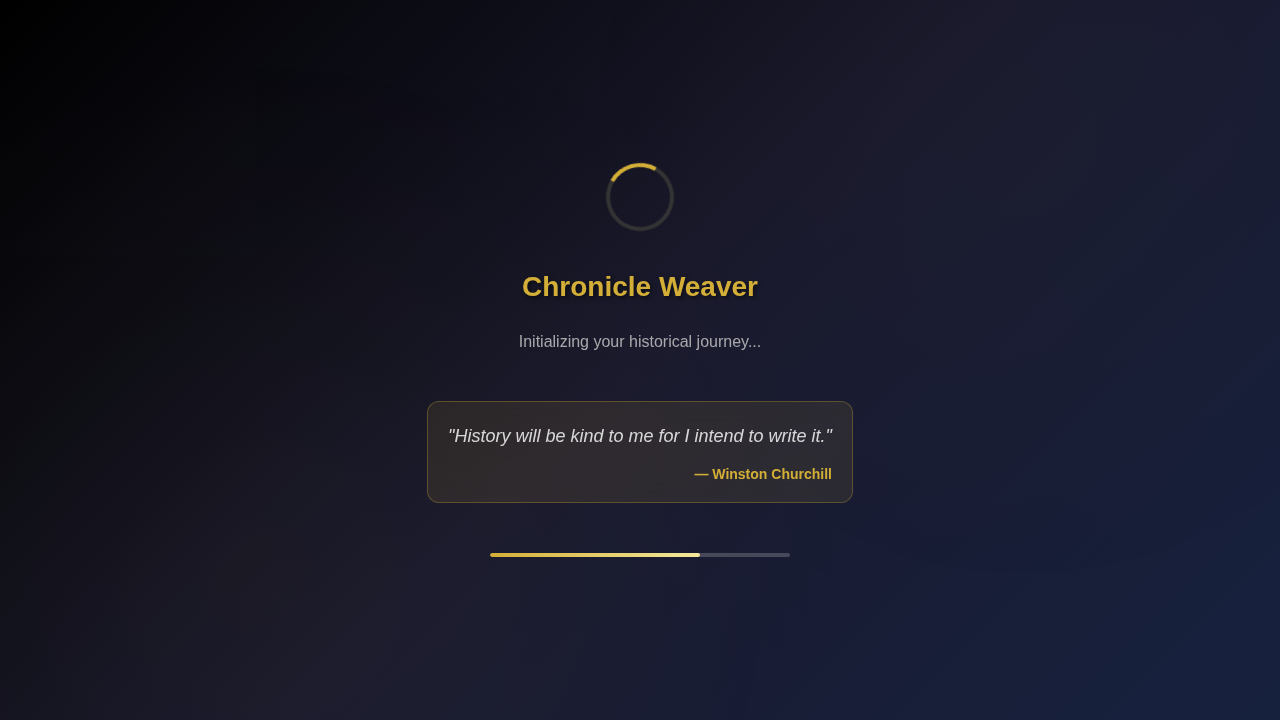 Chronicle Weaver
Initializing your historical journey...
"History will be kind to me for I intend to write it."
— Winston Churchill